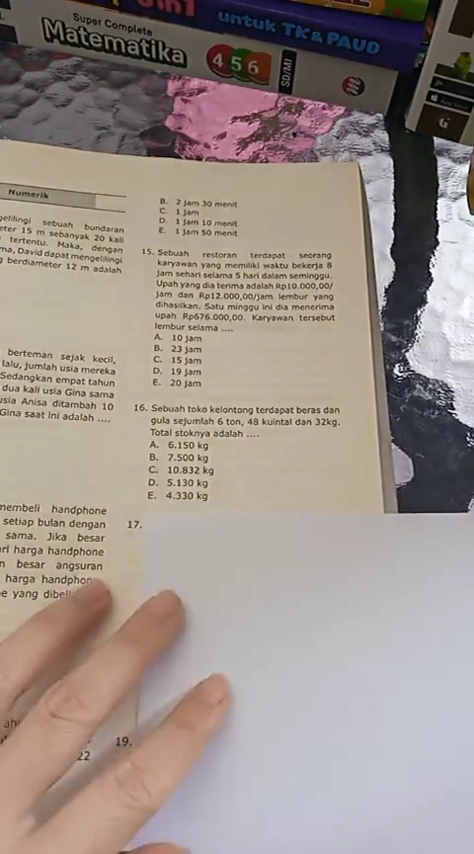 Super Complete
Matematika
4 5 6
SD/MI
untuk TK & PAUD
G
Numerik
sebuah bundaran
15 m sebanyak 20 kali
tertentu. Maka, dengan
David dapat mengelilingi
berdiameter 12 m adalah
berteman sejak kecil,
lalu, jumlah usia mereka
Sedangkan empat tahun
dua kali usia Gina sama
usia Anisa ditambah 10
Gina saat ini adalah ....
membeli handphone
setiap bulan dengan
sama. Jika besar
harga handphone
besar angsuran
harga
yang
22
B. 2 jam 30 menit
C. 1 jam
D. 1 jam 10 menit
E. 1 jam 50 menit
15. Sebuah restoran terdapat seorang
karyawan yang memiliki waktu bekerja 8
jam sehari selama 5 hari dalam seminggu.
Upah yang dia terima adalah Rp10.000,00/
jam dan Rp12.000,00/jam lembur yang
dihasilkan. Satu minggu ini dia menerima
upah Rp676.000,00. Karyawan tersebut
lembur selama ....
A. 10 jam
B. 23 jam
C. 15 jam
D. 19 jam
E. 20 jam
16. Sebuah toko kelontong terdapat beras dan
gula sejumlah 6 ton, 48 kuintal dan 32kg.
Total stoknya adalah ....
A. 6.150 kg
B. 7.500 kg
C. 10.832 kg
D. 5.130 kg
E. 4.330 kg
17.
19.